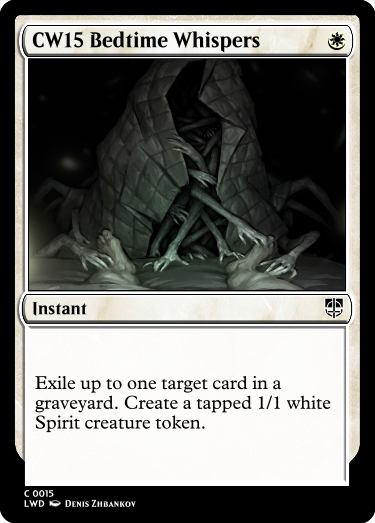 CW15 Bedtime Whispers
Instant
Exile up to one target card in a
graveyard. Create a tapped 1/1 white
Spirit creature token.
C 0015
LWD Denis Zhbankov